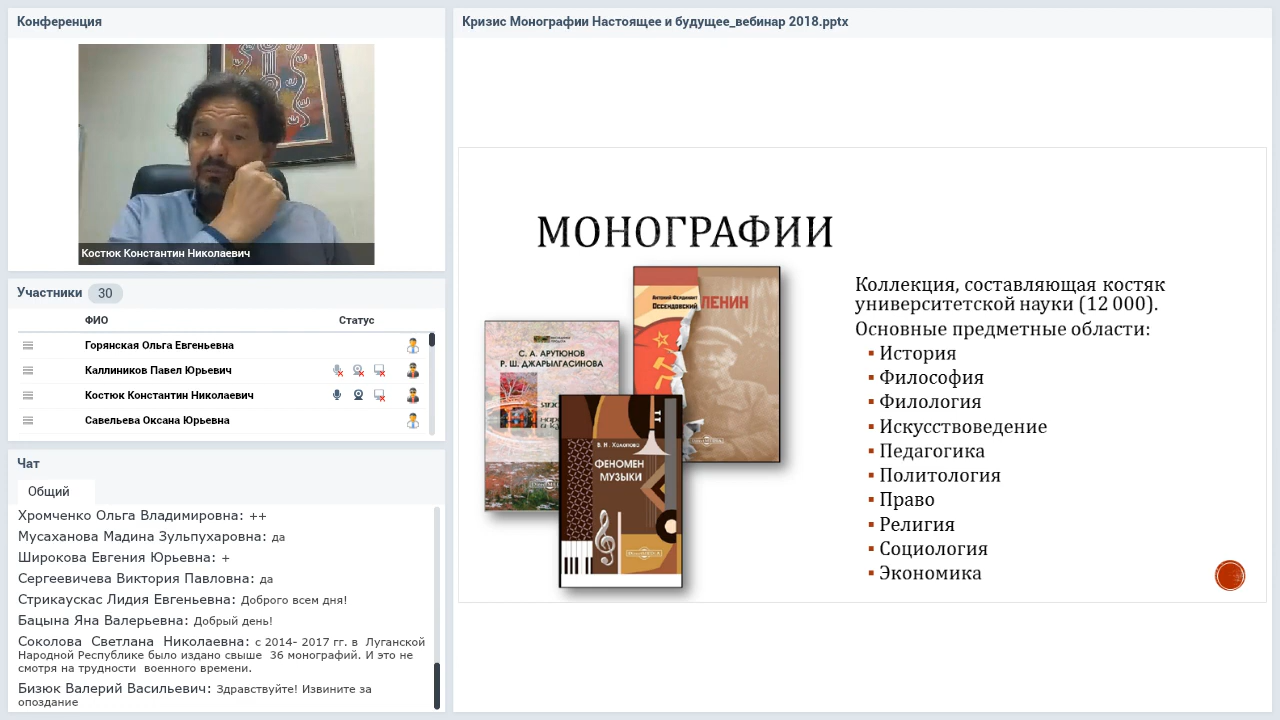 Конференция
Костюк Константин Николаевич
Участники 30
ФИО Статус
Горянская Ольга Евгеньевна
Каллиников Павел Юрьевич
Костюк Константин Николаевич
Савельева Оксана Юрьевна
Чат
Общий
Хромченко Ольга Владимировна: ++
Мусаханова Мадина Зульпухаровна: да
Широкова Евгения Юрьевна: +
Сергеевичева Виктория Павловна: да
Стрикаускас Лидия Евгеньевна: Доброго всем дня!
Бацына Яна Валерьевна: Добрый день!
Соколова Светлана Николаевна: с 2014- 2017 гг. в Луганской
Народной Республике было издано свыше 36 монографий. И это не
смотря на трудности военного времени.
Бизюк Валерий Васильевич: Здравствуйте! Извините за
опоздание
Кризис Монографии Настоящее и будущее_вебинар 2018.pptx
МОНОГРАФИИ
Антоний Фердинанд
Оссендовский
ЛЕНИН
С. А. АРУТЮНОВ
Р. Ш. ДЖАРЫЛГАСИНОВА
В. Н. Холопова
ФЕНОМЕН
МУЗЫКИ
Коллекция, составляющая костяк
университетской науки (12 000).
Основные предметные области:
▪ История
▪ Философия
▪ Филология
▪ Искусствоведение
▪ Педагогика
▪ Политология
▪ Право
▪ Религия
▪ Социология
▪ Экономика